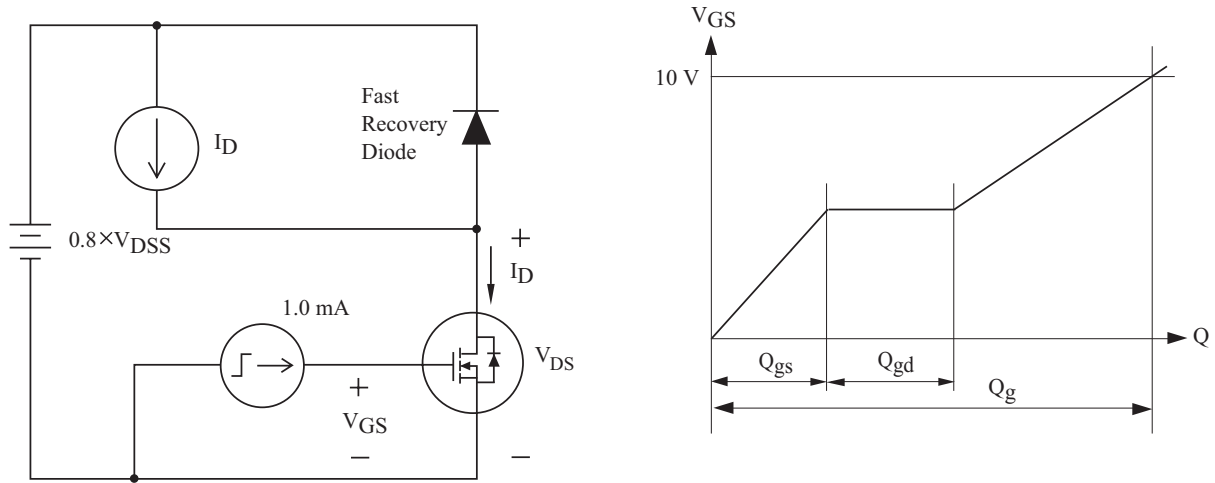 I_D
Fast
Recovery
Diode
0.8×V_DSS
+
I_D
1.0 mA
V_DS
+
V_GS
−
−
V_GS
10 V
Q
Q_gs
Q_gd
Q_g